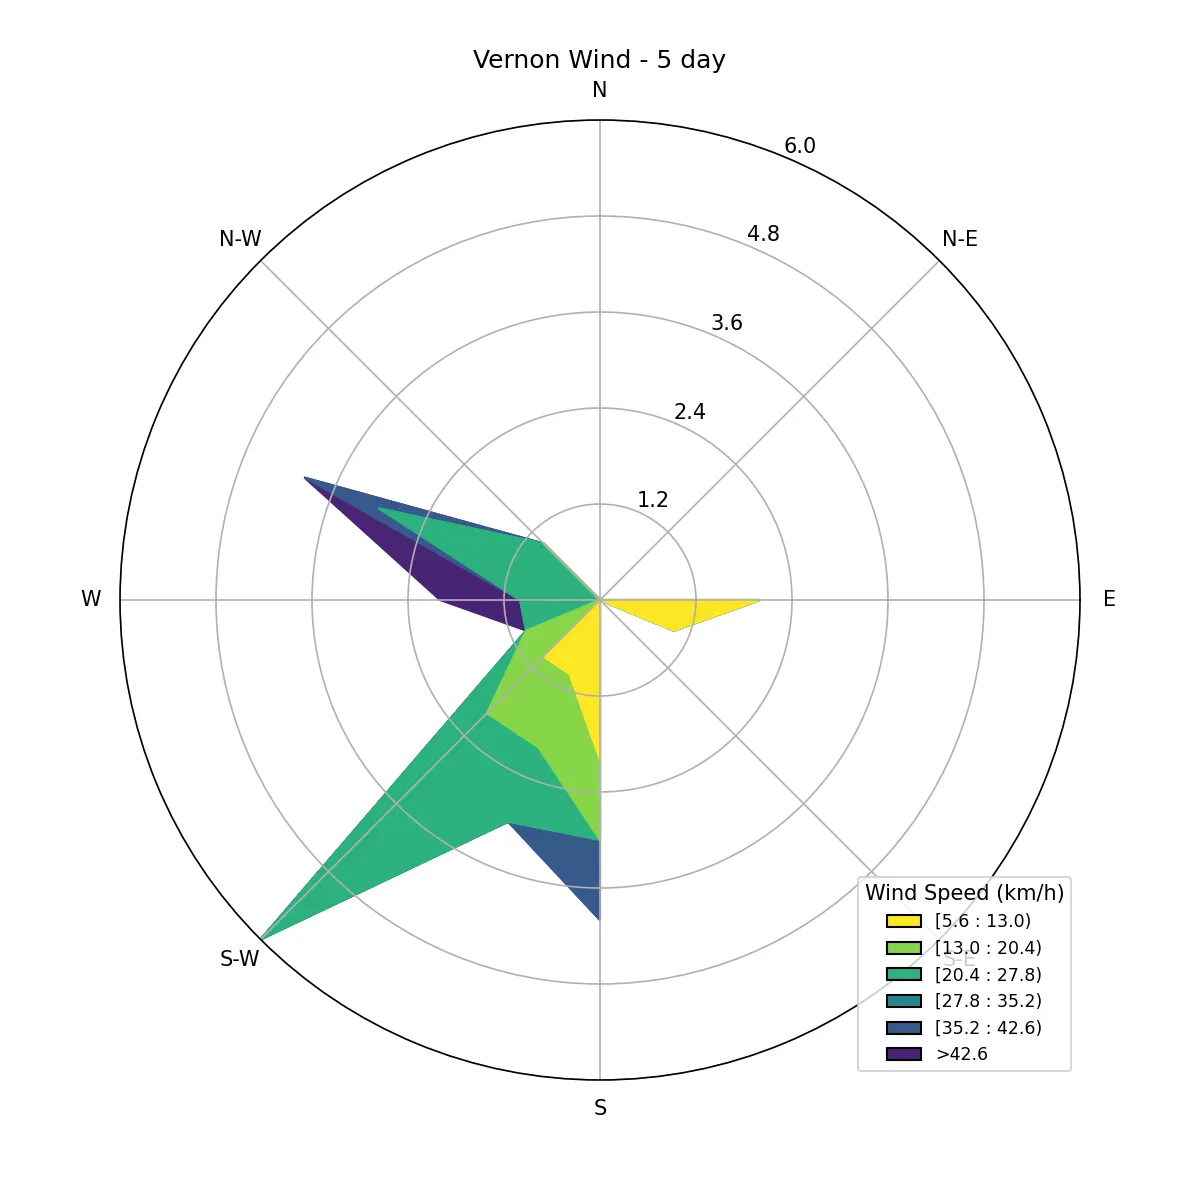 Vernon Wind - 5 day
N
6.0
N-W
4.8
N-E
3.6
2.4
1.2
W
E
S-W
S-E
Wind Speed (km/h)
[5.6 : 13.0)
[13.0 : 20.4)
[20.4 : 27.8)
[27.8 : 35.2)
[35.2 : 42.6)
>42.6
S